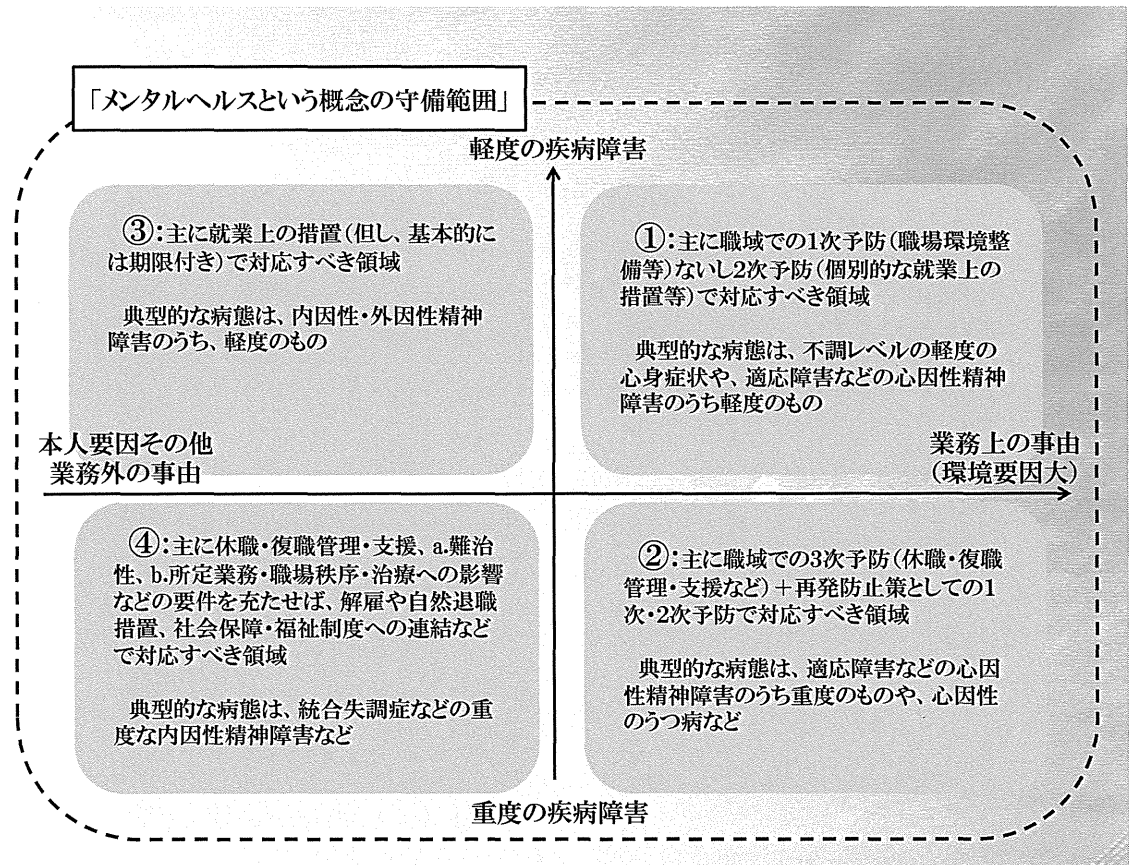 「メンタルヘルスという概念の守備範囲」
軽度の疾病障害
③:主に就業上の措置(但し、基本的に
は期限付き)で対応すべき領域
典型的な病態は、内因性・外因性精神
障害のうち、軽度のもの
①:主に職域での1次予防(職場環境整
備等)ないし2次予防(個別的な就業上の
措置等)で対応すべき領域
典型的な病態は、不調レベルの軽度の
心身症状や、適応障害などの心因性精神
障害のうち軽度のもの
本人要因その他
業務外の事由
業務上の事由
(環境要因大)
④:主に休職・復職管理・支援、a.難治
性、b.所定業務・職場秩序・治療への影響
などの要件を充たせば、解雇や自然退職
措置、社会保障・福祉制度への連結など
で対応すべき領域
典型的な病態は、統合失調症などの重
度な内因性精神障害など
②:主に職域での3次予防(休職・復職
管理・支援など)+再発防止策としての1
次・2次予防で対応すべき領域
典型的な病態は、適応障害などの心因
性精神障害のうち重度のものや、心因性
のうつ病など
重度の疾病障害